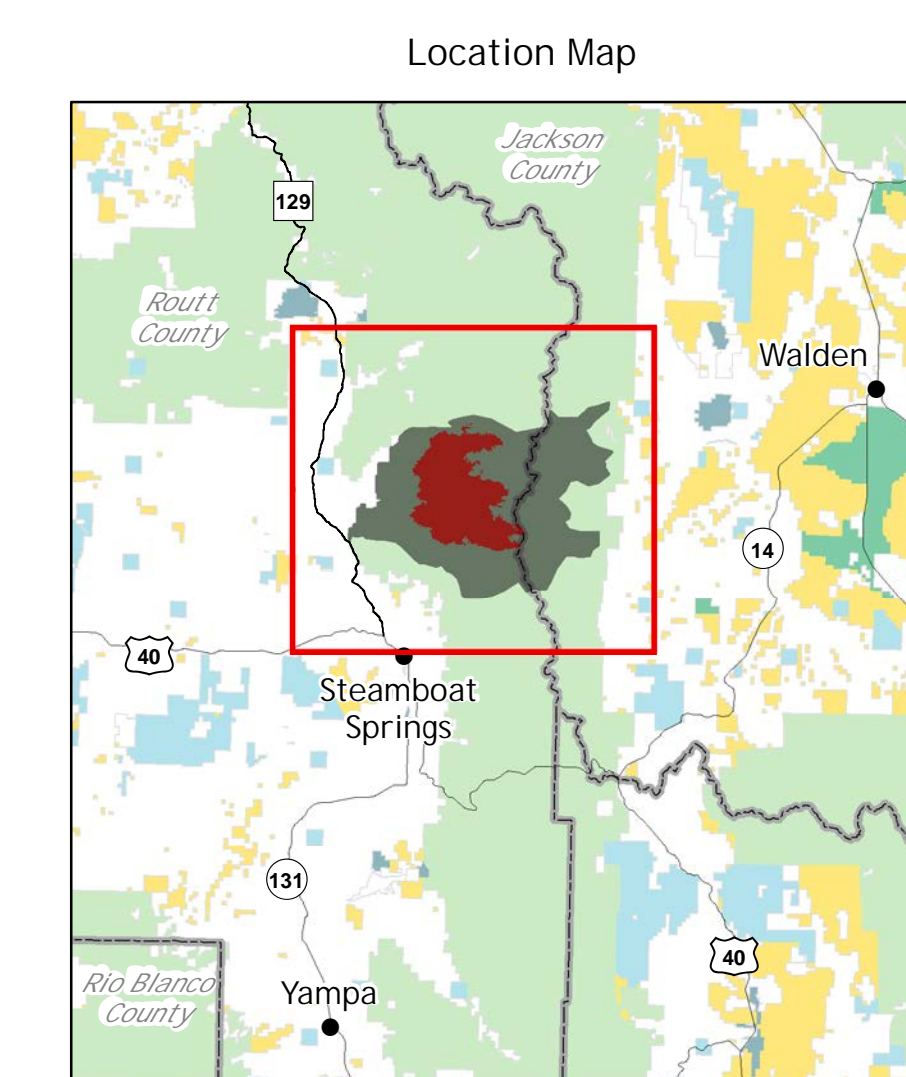 Location Map
Jackson
County
129
Routt
County
Walden
14
40
Steamboat
Springs
131
40
Rio Blanco
County
Yampa